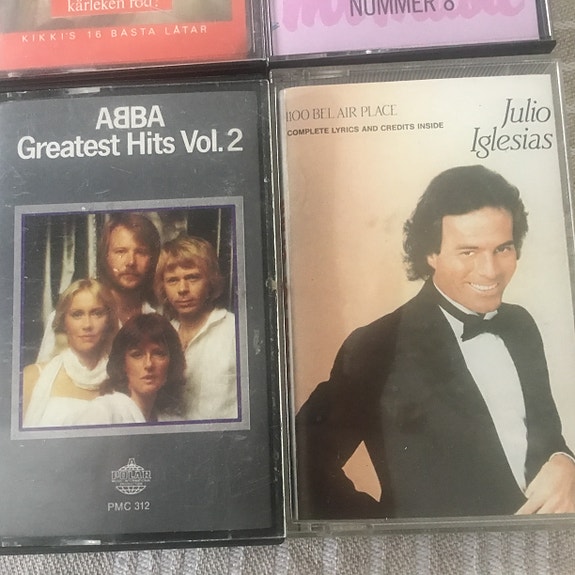 kärleken röd?
KIKKI'S 16 BÄSTA LÅTAR
NUMMER 8
ABBA
Greatest Hits Vol. 2
POLAR
PMC 312
1100 BEL AIR PLACE
COMPLETE LYRICS AND CREDITS INSIDE
Julio
Iglesias